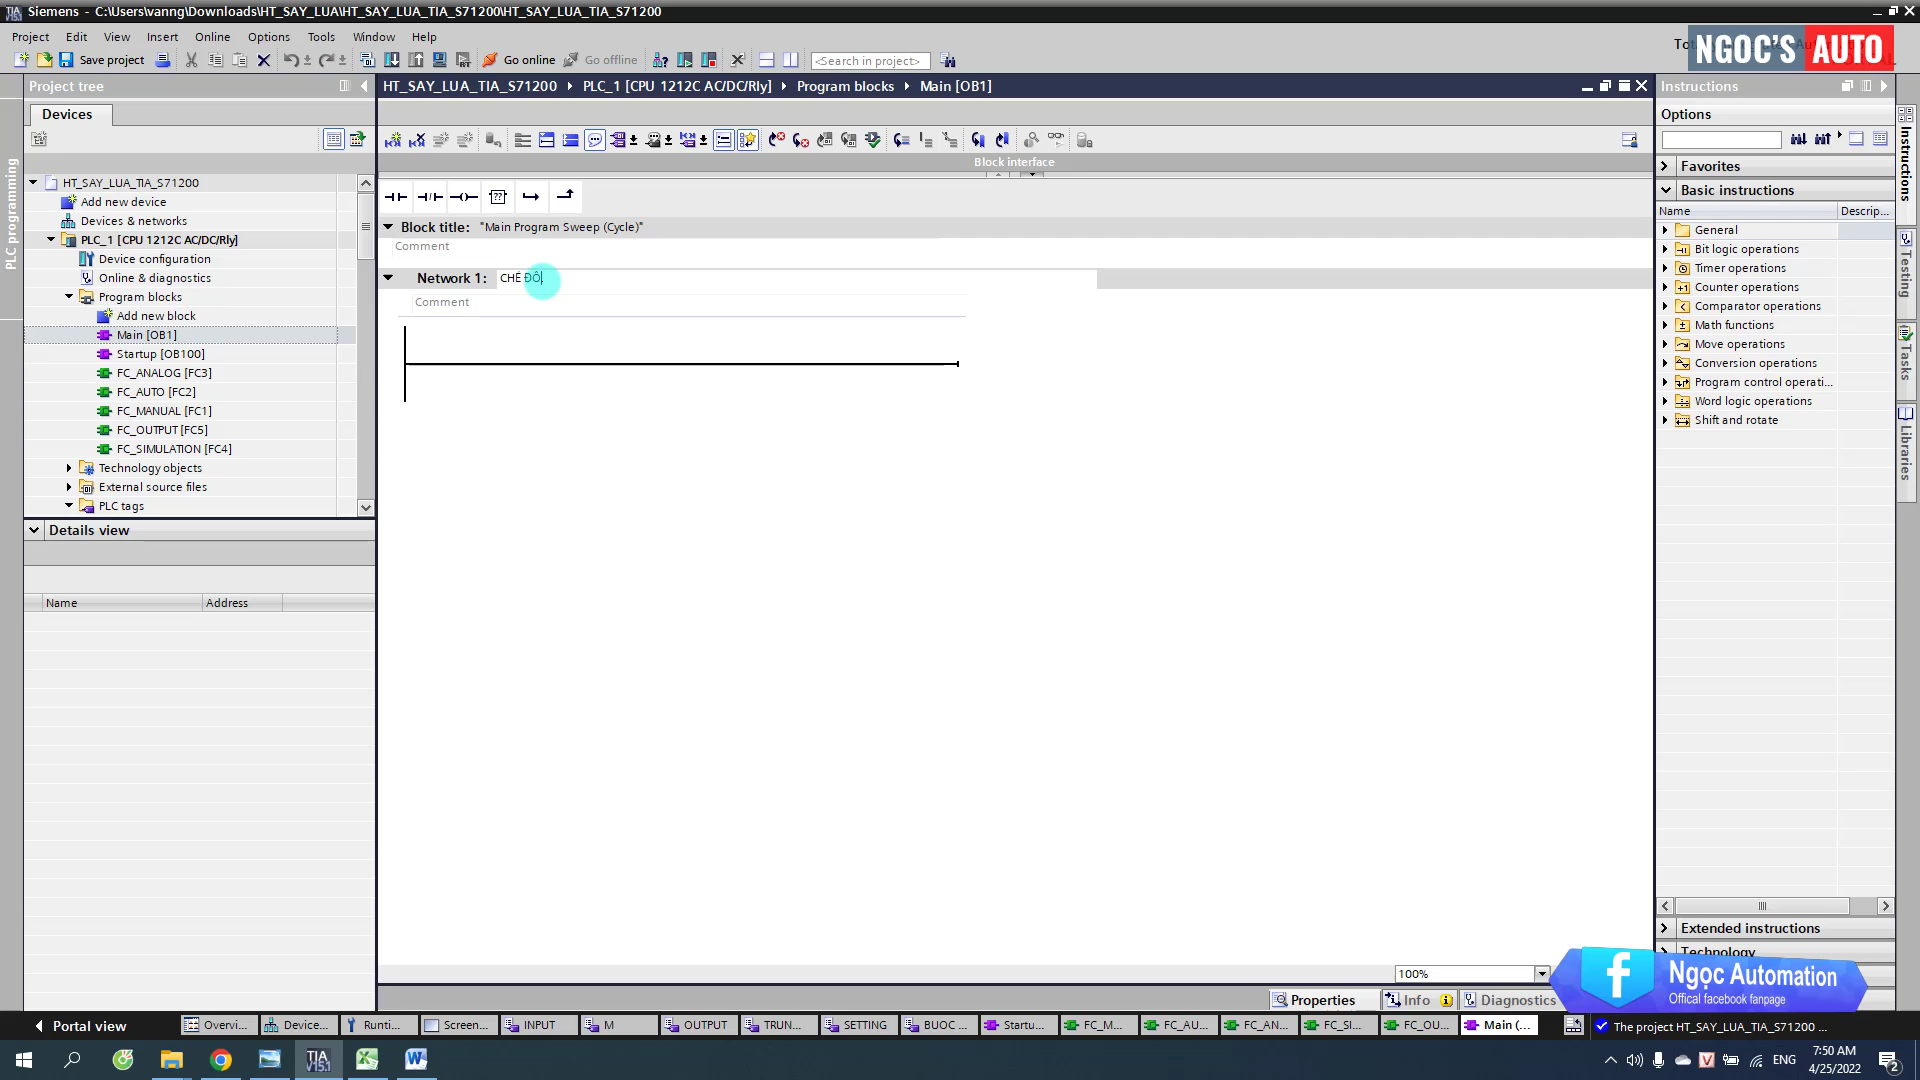 Siemens - C:\Users\vanng\Downloads\HT_SAY_LUA\HT_SAY_LUA_TIA_S71200\HT_SAY_LUA_TIA_S71200
Project Edit View Insert Online Options Tools Window Help
NGOC'S AUTO
Save project Go online Go offline <Search in project>
Project tree
HT_SAY_LUA_TIA_S71200 PLC_1 [CPU 1212C AC/DC/Rly] Program blocks Main [OB1]
Instructions
Devices
Options
Block interface
PLC programming
HT_SAY_LUA_TIA_S71200
Add new device
Devices & networks
PLC_1 [CPU 1212C AC/DC/Rly]
Device configuration
Online & diagnostics
Program blocks
Add new block
Main [OB1]
Startup [OB100]
FC_ANALOG [FC3]
FC_AUTO [FC2]
FC_MANUAL [FC1]
FC_OUTPUT [FC5]
FC_SIMULATION [FC4]
Technology objects
External source files
PLC tags
Details view
Name Address
Block title: "Main Program Sweep (Cycle)"
Comment
Network 1: CHẾ ĐÔ
Comment
100%
Properties Info Diagnostics
Favorites
Basic instructions
Name Descrip...
General
Bit logic operations
Timer operations
Counter operations
Comparator operations
Math functions
Move operations
Conversion operations
Program control operati...
Word logic operations
Shift and rotate
Extended instructions
Technology
Instructions
Testing
Tasks
Libraries
Ngọc Automation
Offical facebook fanpage
Portal view Overvi... Device... Runti... Screen... INPUT M OUTPUT TRUN... SETTING BUOC ... Startu... FC_M... FC_AU... FC_AN... FC_SI... FC_OU... Main (... The project HT_SAY_LUA_TIA_S71200 ...
TIA V15.1
ENG
7:50 AM
4/25/2022
2